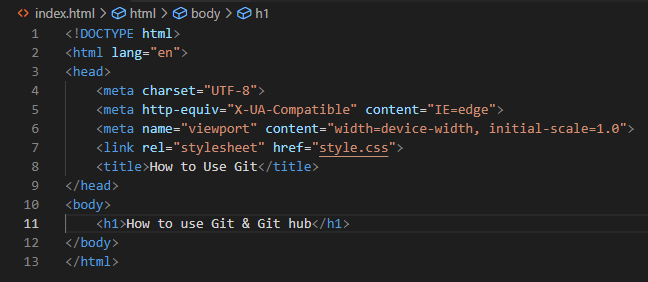 index.html > html > body > h1
1 <!DOCTYPE html>
2 <html lang="en">
3 <head>
4     <meta charset="UTF-8">
5     <meta http-equiv="X-UA-Compatible" content="IE=edge">
6     <meta name="viewport" content="width=device-width, initial-scale=1.0">
7     <link rel="stylesheet" href="style.css">
8     <title>How to Use Git</title>
9 </head>
10 <body>
11     <h1>How to use Git & Git hub</h1>
12 </body>
13 </html>